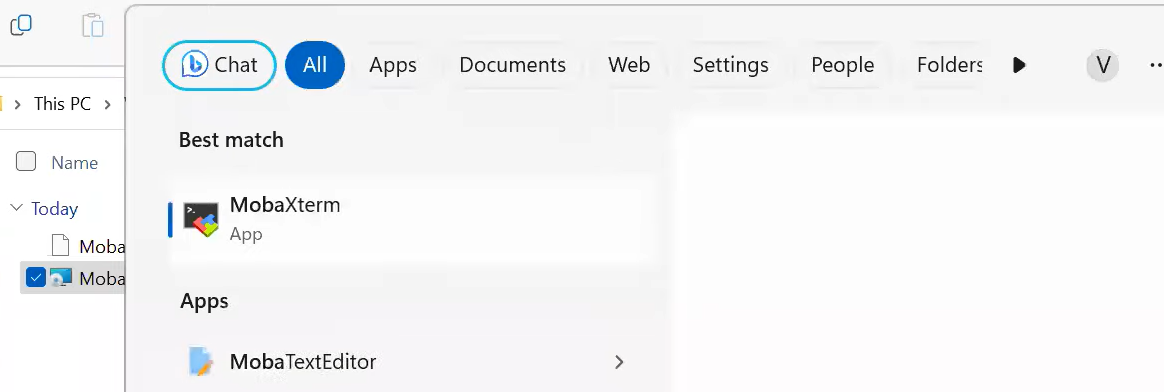 Chat All Apps Documents Web Settings People Folders V
This PC
Best match
Name
MobaXterm
Today
App
Moba
Moba
Apps
MobaTextEditor